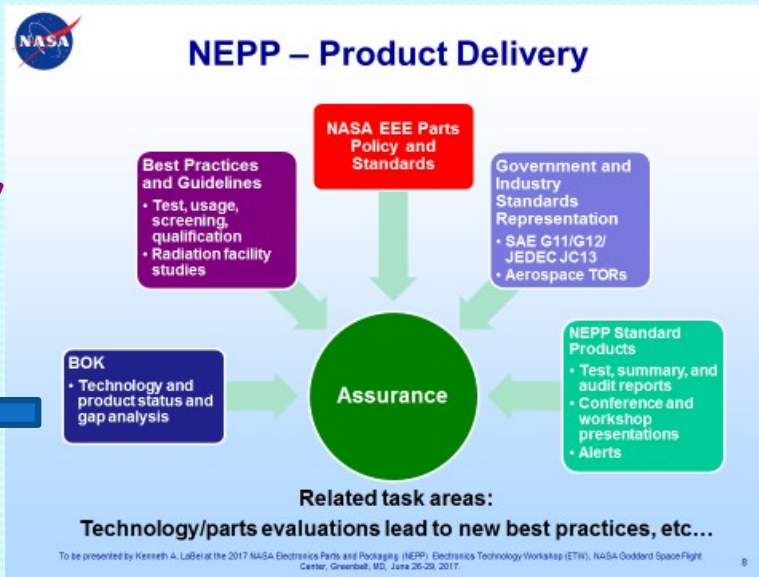 NASA
NEPP – Product Delivery
NASA EEE Parts
Policy and
Standards
Best Practices
and Guidelines
• Test, usage,
screening,
qualification
• Radiation facility
studies
Government and
Industry
Standards
Representation
• SAE G11/G12/
JEDEC JC13
• Aerospace TORs
BOK
• Technology and
product status and
gap analysis
Assurance
NEPP Standard
Products
• Test, summary, and
audit reports
• Conference and
workshop
presentations
• Alerts
Related task areas:
Technology/parts evaluations lead to new best practices, etc...
To be presented by Kenneth A. LaBel at the 2017 NASA Electronics Parts and Packaging (NEPP) Electronics Technology Workshop (ETW), NASA Goddard Space Flight
Center, Greenbelt, MD, June 26-29, 2017.
8